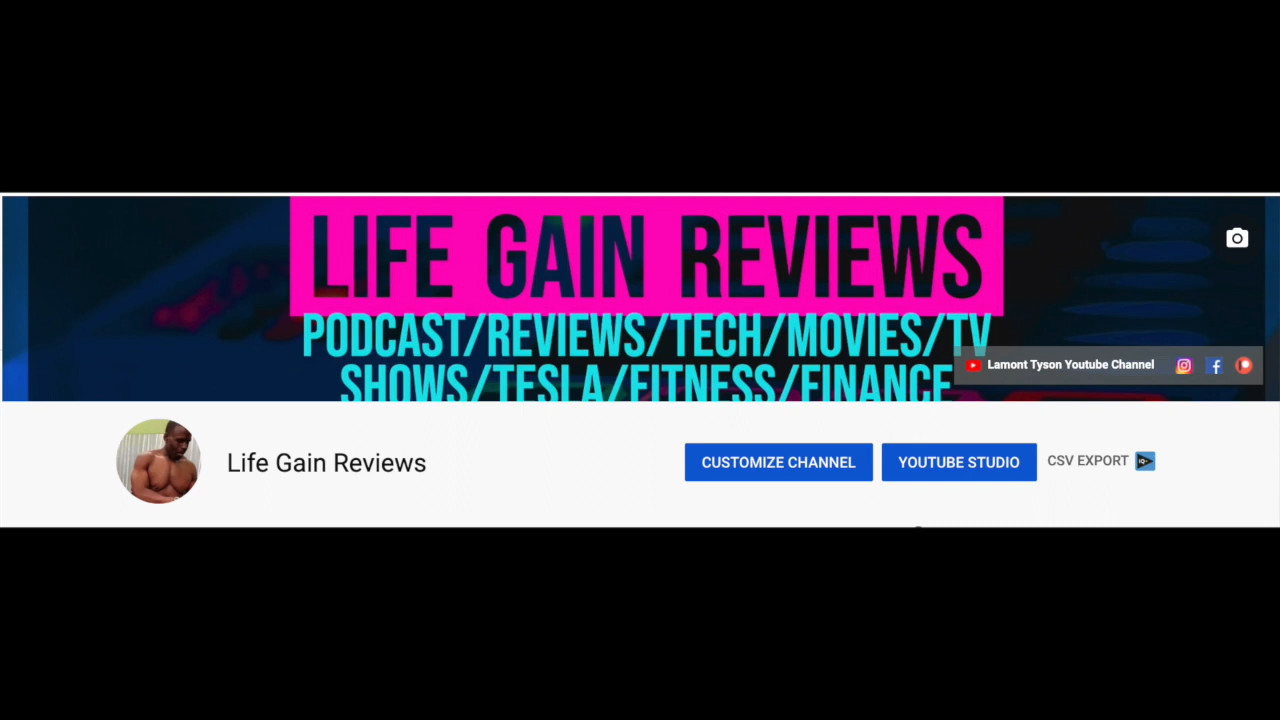 LIFE GAIN REVIEWS
PODCAST/REVIEWS/TECH/MOVIES/TV
SHOWS/TESLA/FITNESS/FINANCE
Lamont Tyson Youtube Channel
Life Gain Reviews
CUSTOMIZE CHANNEL
YOUTUBE STUDIO
CSV EXPORT
IQ+